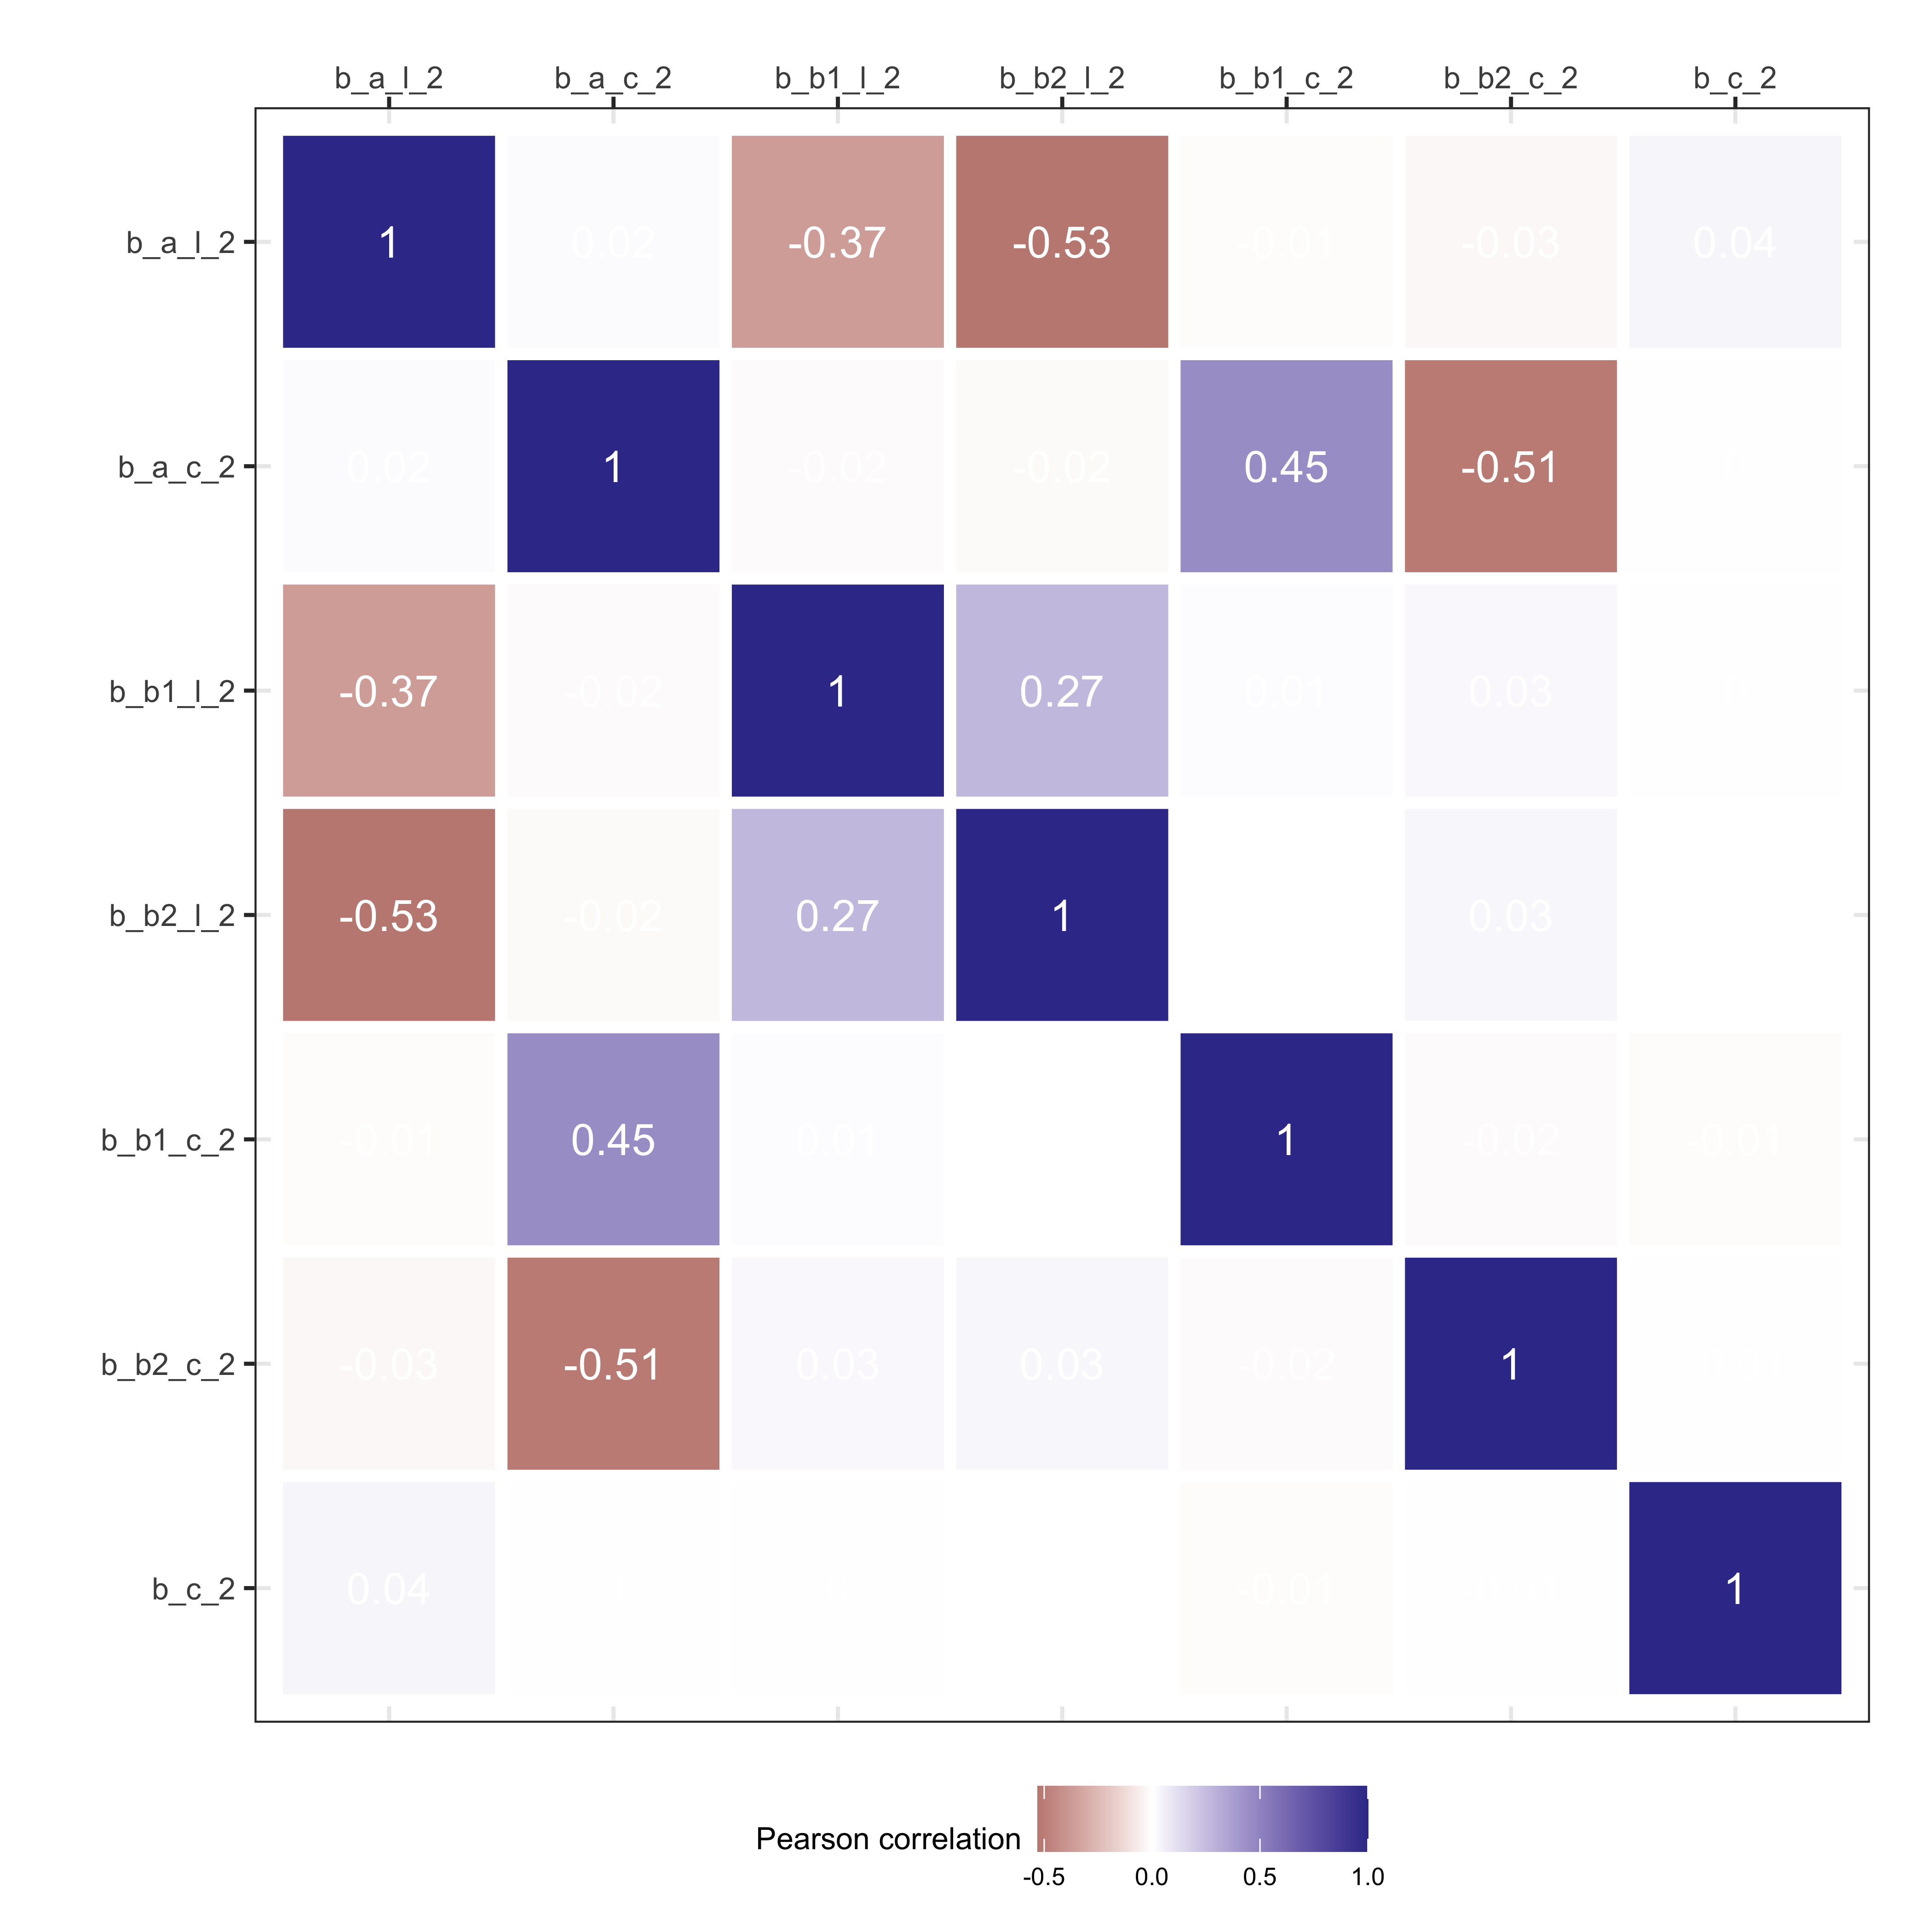 b_a_l_2 b_a_c_2 b_b1_l_2 b_b2_l_2 b_b1_c_2 b_b2_c_2 b_c_2
b_a_l_2 1 0.02 -0.37 -0.53 -0.01 -0.03 0.04
b_a_c_2 0.02 1 -0.02 -0.02 0.45 -0.51
b_b1_l_2 -0.37 -0.02 1 0.27 0.01 0.03
b_b2_l_2 -0.53 -0.02 0.27 1 0.03
b_b1_c_2 -0.01 0.45 0.01 1 -0.02 -0.01
b_b2_c_2 -0.03 -0.51 0.03 0.03 -0.02 1
b_c_2 0.04 -0.01 1
Pearson correlation
-0.5 0.0 0.5 1.0